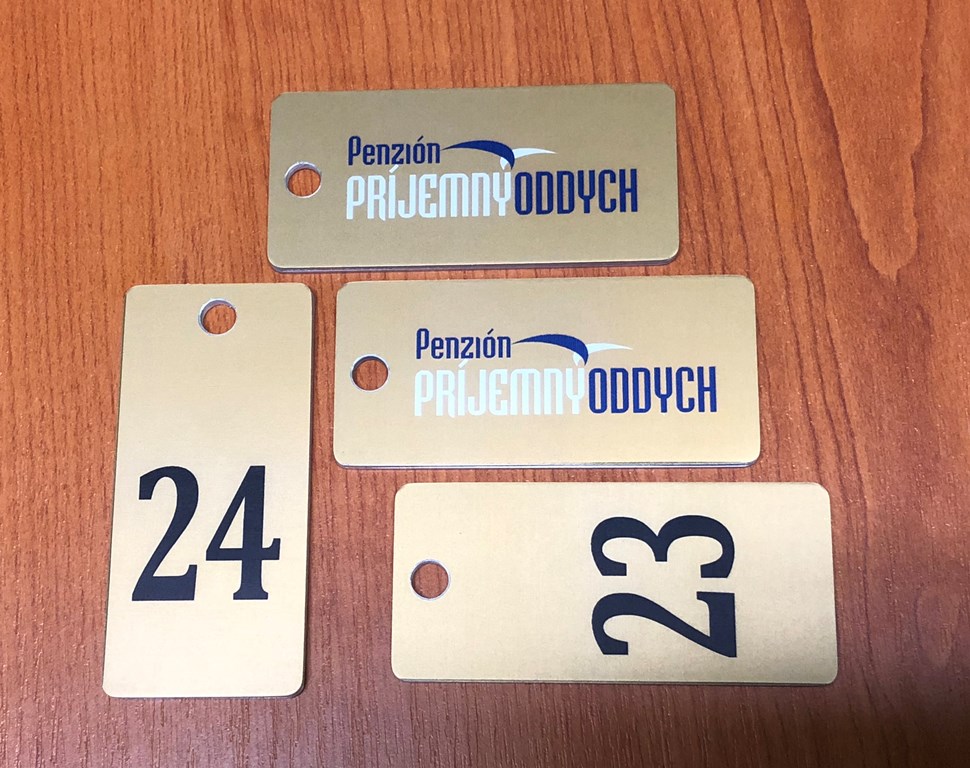 Penzión
PRÍJEMNÝODDYCH
Penzión
PRÍJEMNÝODDYCH
24
23